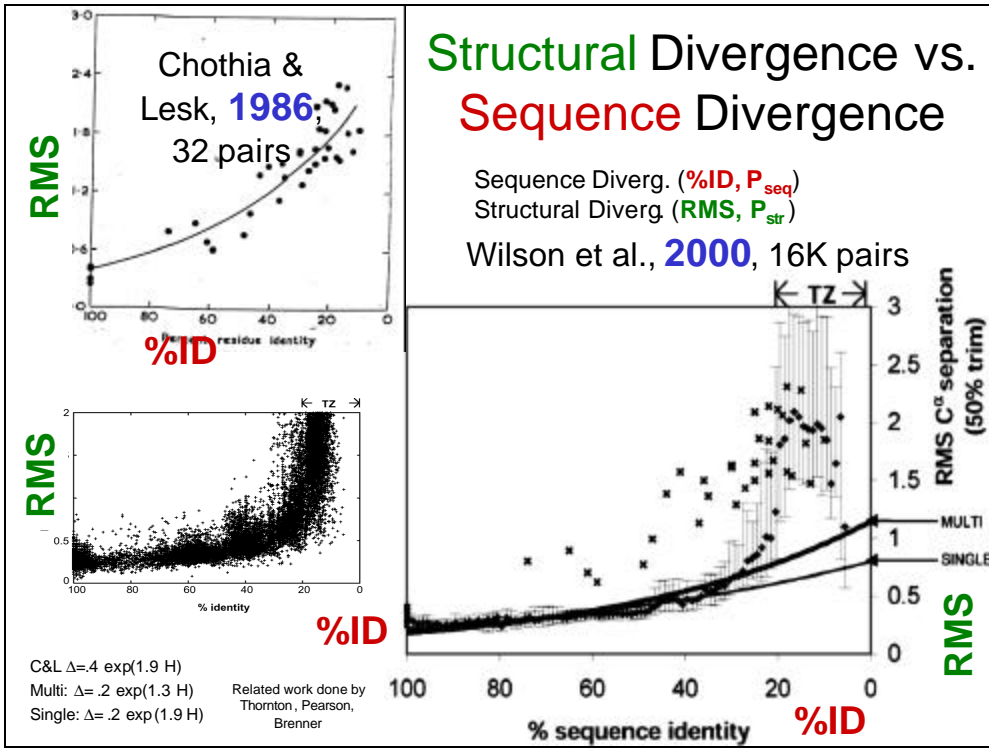 Structural Divergence vs.
Sequence Divergence
Chothia &
Lesk, 1986,
32 pairs
RMS
3·0
2·4
1·8
1·2
0·6
·0
100
80
60
40
20
0
Percent residue identity
%ID
Sequence Diverg. (%ID, Pseq)
Structural Diverg. (RMS, Pstr)
Wilson et al., 2000, 16K pairs
TZ
2
0.5
0
RMS
100
80
60
40
20
0
% identity
%ID
TZ
3
2.5
2
1.5
1
0.5
0
RMS Cα separation
(50% trim)
MULTI
SINGLE
RMS
100
80
60
40
20
0
% sequence identity
%ID
C&L Δ=.4 exp(1.9 H)
Multi: Δ= .2 exp(1.3 H)
Single: Δ= .2 exp(1.9 H)
Related work done by
Thornton, Pearson,
Brenner